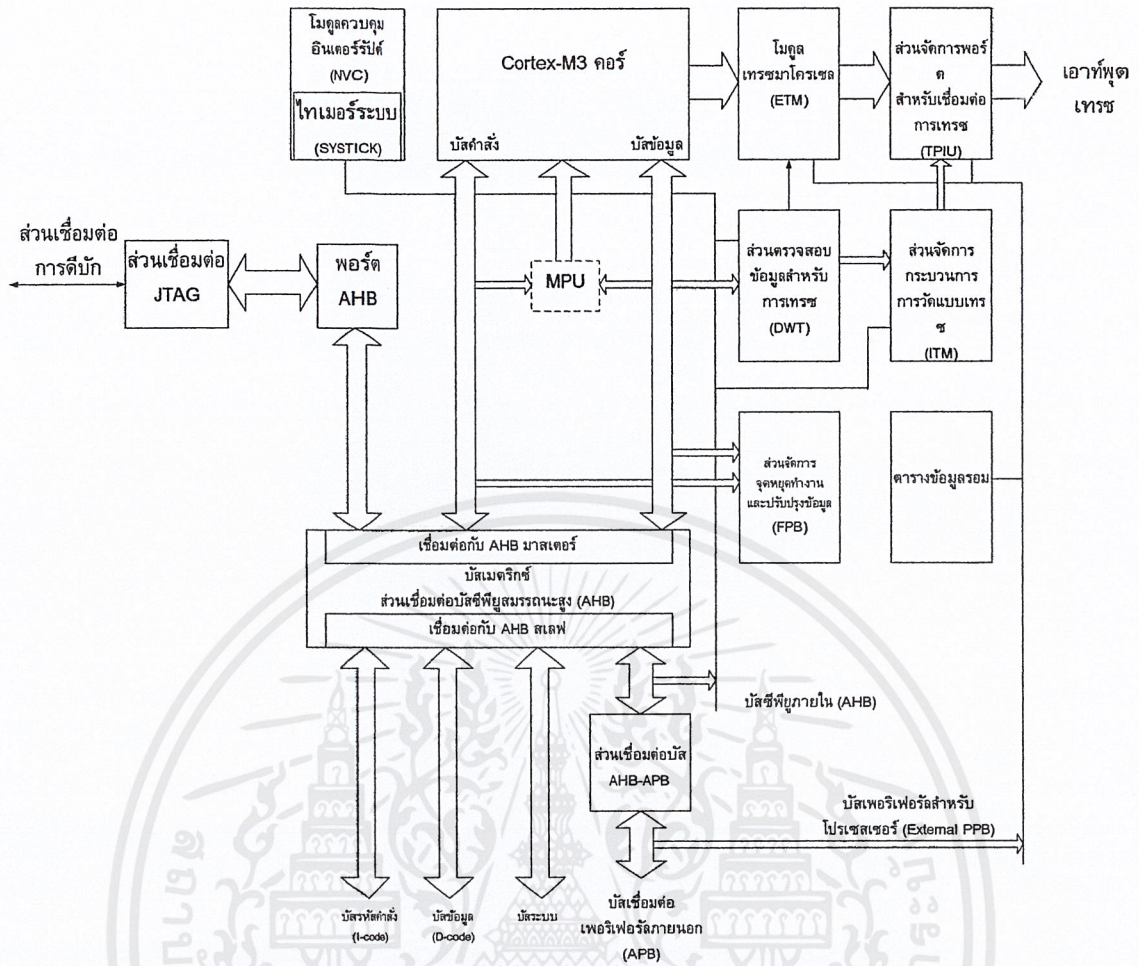 โมดูลควบคุม
อินเตอร์รัปต์
(NVC)
ไทเมอร์ระบบ
(SYSTICK)
Cortex-M3 คอร์
บัสคำสั่ง
บัสข้อมูล
โมดูล
เทรซมาโครเซล
(ETM)
ส่วนจัดการพอร์
ต
สำหรับเชื่อมต่อ
การเทรซ
(TPIU)
เอาท์พุต
เทรซ
ส่วนเชื่อมต่อ
การดีบัก
ส่วนเชื่อมต่อ
JTAG
พอร์ต
AHB
MPU
ส่วนตรวจสอบ
ข้อมูลสำหรับ
การเทรซ
(DWT)
ส่วนจัดการ
กระบวนการ
การวัดแบบเทร
ซ
(ITM)
ส่วนจัดการ
จุดหยุดทำงาน
และปรับปรุงข้อมูล
(FPB)
ตารางข้อมูลรอม
เชื่อมต่อกับ AHB มาสเตอร์
บัสเมตริกซ์
ส่วนเชื่อมต่อบัสซีพียูสมรรถนะสูง (AHB)
เชื่อมต่อกับ AHB สเลฟ
บัสซีพียูภายใน (AHB)
ส่วนเชื่อมต่อบัส
AHB-APB
บัสเพอริเฟอรัลสำหรับ
โปรเซสเซอร์ (External PPB)
บัสรหัสคำสั่ง
(I-code)
บัสข้อมูล
(D-code)
บัสระบบ
บัสเชื่อมต่อ
เพอริเฟอรัลภายนอก
(APB)